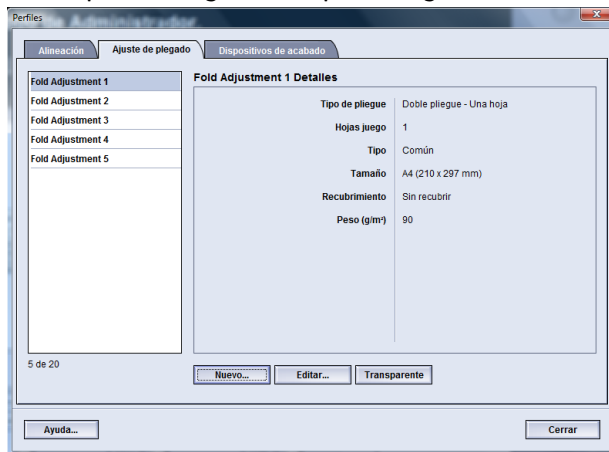 Perfiles
Administrador.
Alineación
Ajuste de plegado
Dispositivos de acabado
Fold Adjustment 1
Fold Adjustment 2
Fold Adjustment 3
Fold Adjustment 4
Fold Adjustment 5
5 de 20
Fold Adjustment 1 Detalles
Tipo de pliegue Doble pliegue - Una hoja
Hojas juego 1
Tipo Común
Tamaño A4 (210 x 297 mm)
Recubrimiento Sin recubrir
Peso (g/m²) 90
Nuevo... Editar... Transparente
Ayuda... Cerrar